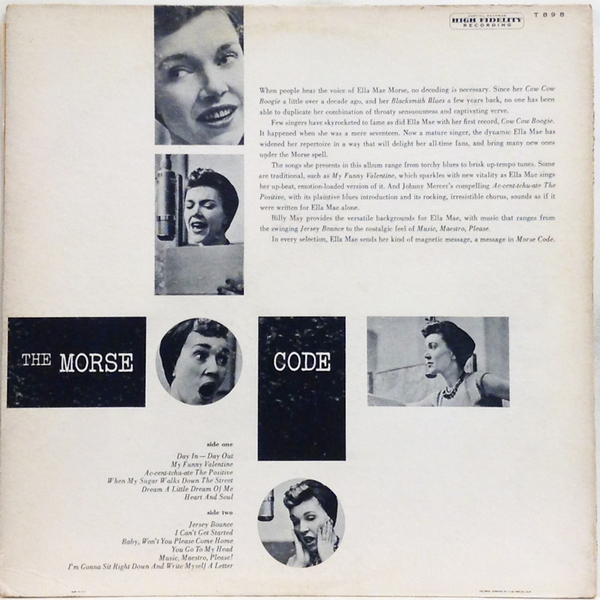 CAPITOL RECORDS
HIGH FIDELITY
RECORDING
T898
When people hear the voice of Ella Mae Morse, no decoding is necessary. Since her Cow Cow
Boogie a little over a decade ago, and her Blacksmith Blues a few years back, no one has been
able to duplicate her combination of throaty sensuousness and captivating verve.
Few singers have skyrocketed to fame as did Ella Mae with her first record, Cow Cow Boogie.
It happened when she was a mere seventeen. Now a mature singer, the dynamic Ella Mae has
widened her repertoire in a way that will delight her all-time fans, and bring many new ones
under the Morse spell.
The songs she presents in this album range from torchy blues to brisk up-tempo tunes. Some
are traditional, such as My Funny Valentine, which sparkles with new vitality as Ella Mae sings
her up-beat, emotion-loaded version of it. And Johnny Mercer's compelling Ac-cent-tchu-ate The
Positive, with its plaintive blues introduction and its rocking, irresistible chorus, sounds as if it
were written for Ella Mae alone.
Billy May provides the versatile backgrounds for Ella Mae, with music that ranges from
the swinging Jersey Bounce to the nostalgic feel of Music, Maestro, Please.
In every selection, Ella Mae sends her kind of magnetic message, a message in Morse Code.
THE MORSE
CODE
side one
Day In—Day Out
My Funny Valentine
Ac-cent-tchu-ate The Positive
When My Sugar Walks Down The Street
Dream A Little Dream Of Me
Heart And Soul
side two
Jersey Bounce
I Can't Get Started
Baby, Won't You Please Come Home
You Go To My Head
Music, Maestro, Please!
I'm Gonna Sit Right Down And Write Myself A Letter